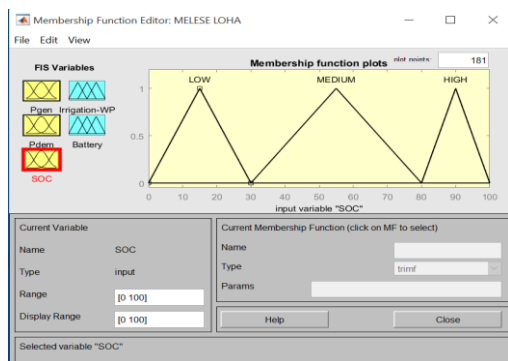 Membership Function Editor: MELESE LOHA
File Edit View
FIS Variables
Membership function plots
plot points:
181
LOW MEDIUM HIGH
Pgen Irrigation-WP
Pdem Battery
SOC
1
0.5
0
0 10 20 30 40 50 60 70 80 90 100
input variable "SOC"
Current Variable
Name SOC
Type input
Range [0 100]
Display Range [0 100]
Current Membership Function (click on MF to select)
Name
Type trimf
Params
Help Close
Selected variable "SOC"